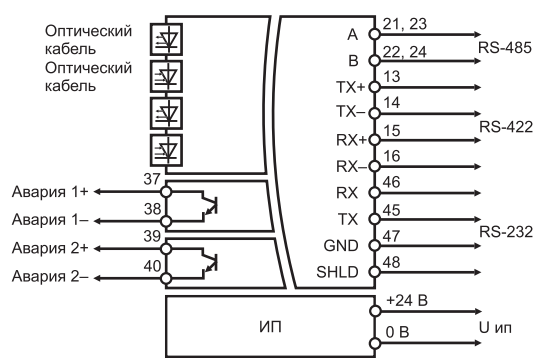 Оптический
кабель
Оптический
кабель
A 21, 23
B 22, 24
RS-485
TX+ 13
TX– 14
RX+ 15
RX– 16
RS-422
RX 46
TX 45
GND 47
SHLD 48
RS-232
Авария 1+ 37
Авария 1– 38
Авария 2+ 39
Авария 2– 40
ИП
+24 В
0 В
U ип